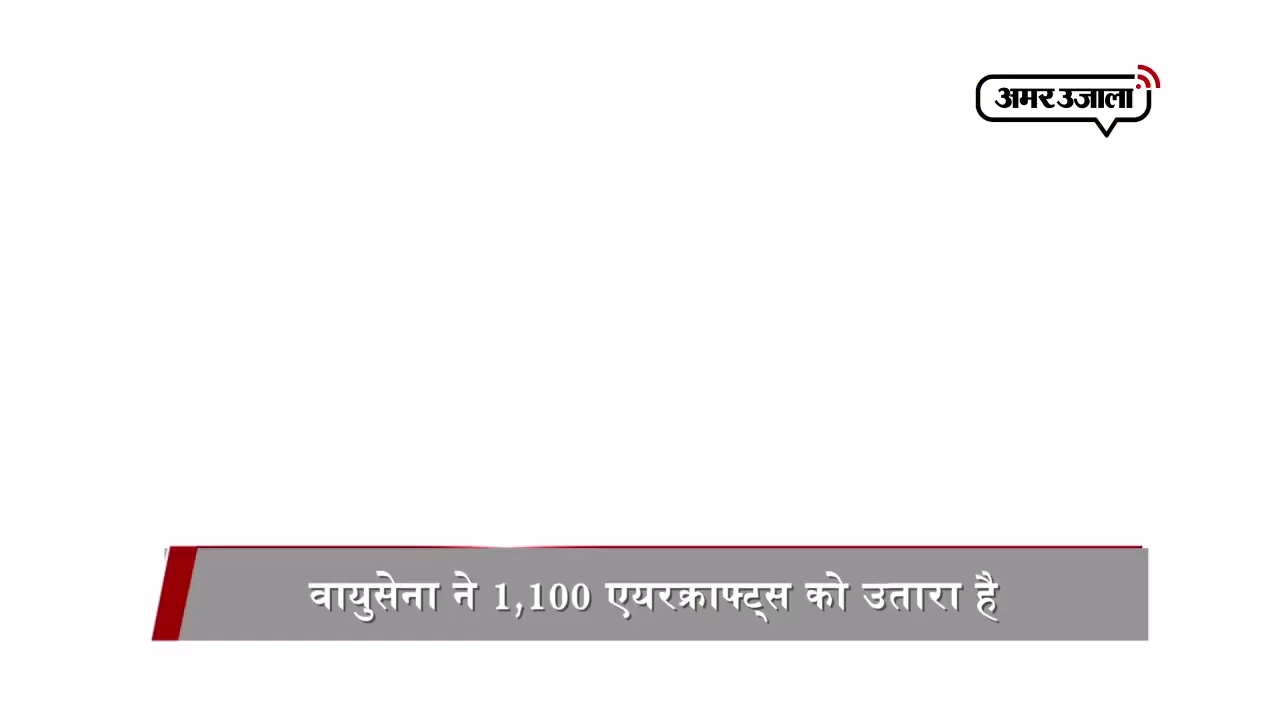 अमर उजाला
वायुसेना ने 1,100 एयरक्राफ्ट्स को उतारा है